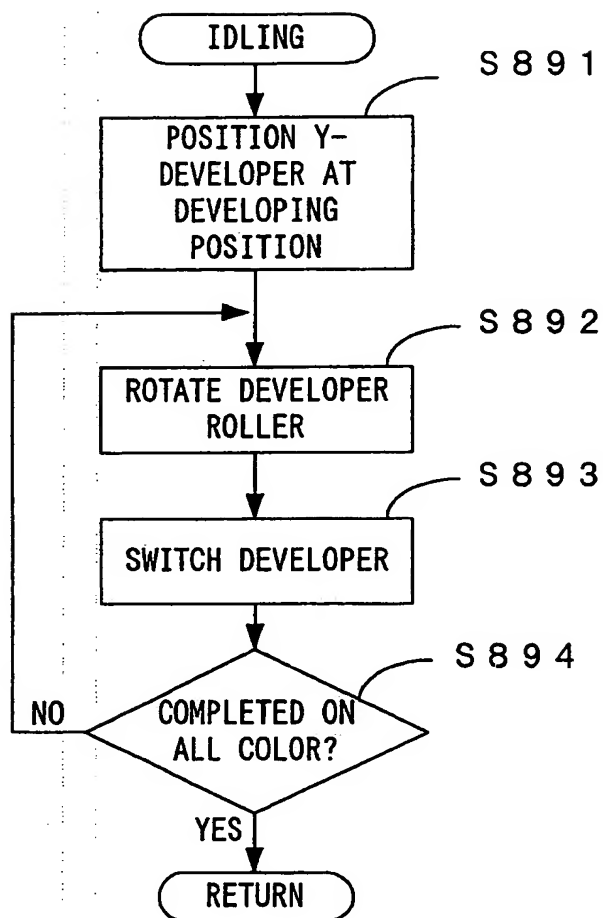 IDLING
S891
POSITION Y-
DEVELOPER AT
DEVELOPING
POSITION
S892
ROTATE DEVELOPER
ROLLER
S893
SWITCH DEVELOPER
S894
NO
COMPLETED ON
ALL COLOR?
YES
RETURN